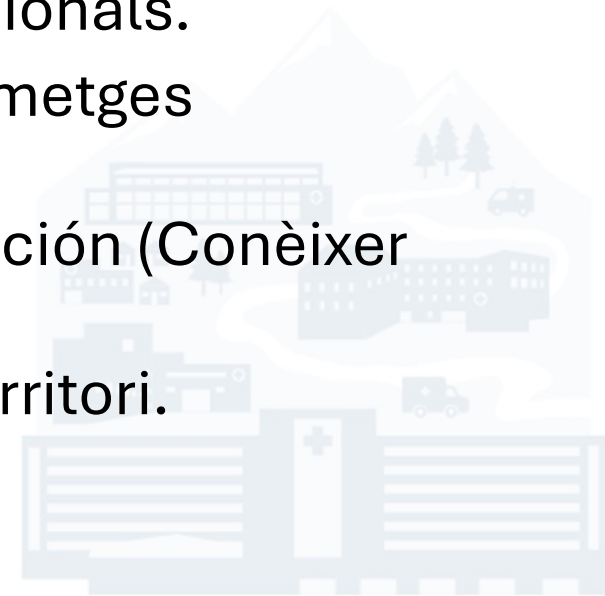 ionals.
metges
ción (Conèixer
rritori.